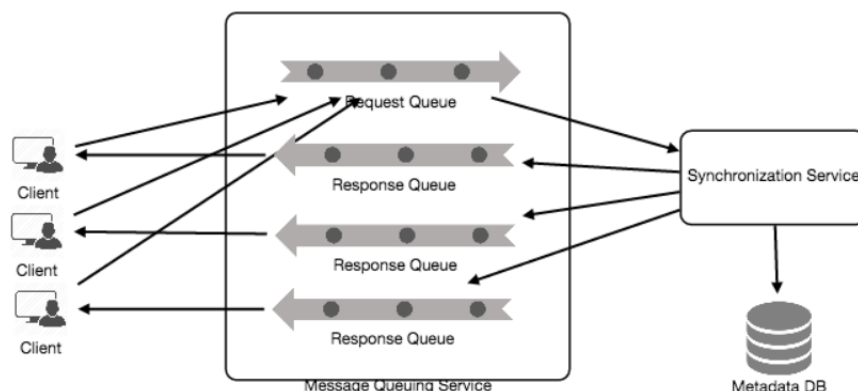 Request Queue
Client
Response Queue
Synchronization Service
Client
Response Queue
Client
Response Queue
Message Queuing Service
Metadata DB